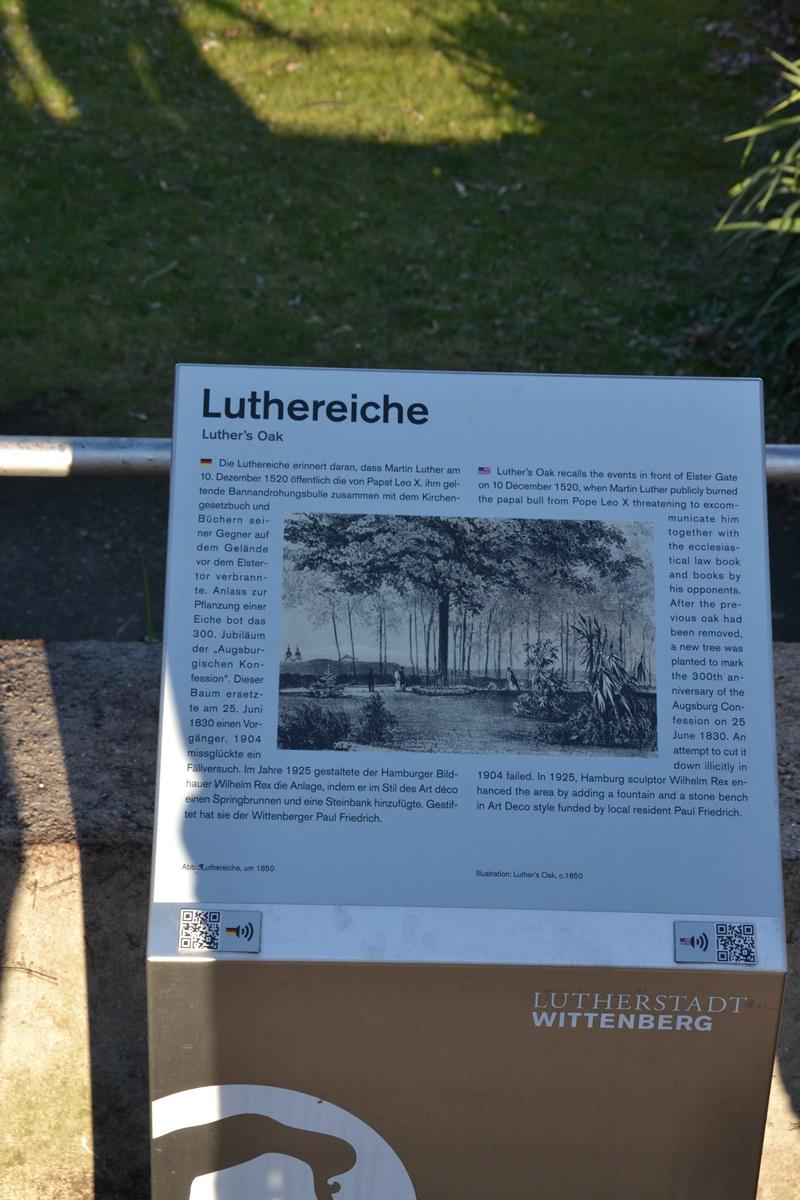 Luthereiche
Luther's Oak
Die Luthereiche erinnert daran, dass Martin Luther am
10. Dezember 1520 öffentlich die von Papst Leo X. ihm gel-
tende Bannandrohungsbulle zusammen mit dem Kirchen-
gesetzbuch und
Büchern sei-
ner Gegner auf
dem Gelände
vor dem Elster-
tor verbrann-
te. Anlass zur
Pflanzung einer
Eiche bot das
300. Jubiläum
der „Augsbur-
gischen Kon-
fession“. Dieser
Baum ersetz-
te am 25. Juni
1830 einen Vor-
gänger. 1904
missglückte ein
Fällversuch. Im Jahre 1925 gestaltete der Hamburger Bild-
hauer Wilhelm Rex die Anlage, indem er im Stil des Art déco
einen Springbrunnen und eine Steinbank hinzufügte. Gestif-
tet hat sie der Wittenberger Paul Friedrich.
Abb.: Luthereiche, um 1850
Luther's Oak recalls the events in front of Elster Gate
on 10 December 1520, when Martin Luther publicly burned
the papal bull from Pope Leo X threatening to excom-
municate him
together with
the ecclesias-
tical law book
and books by
his opponents.
After the pre-
vious oak had
been removed,
a new tree was
planted to mark
the 300th an-
niversary of the
Augsburg Con-
fession on 25
June 1830. An
attempt to cut it
down illicitly in
1904 failed. In 1925, Hamburg sculptor Wilhelm Rex en-
hanced the area by adding a fountain and a stone bench
in Art Deco style funded by local resident Paul Friedrich.
Illustration: Luther's Oak, c.1850
LUTHERSTADT
WITTENBERG